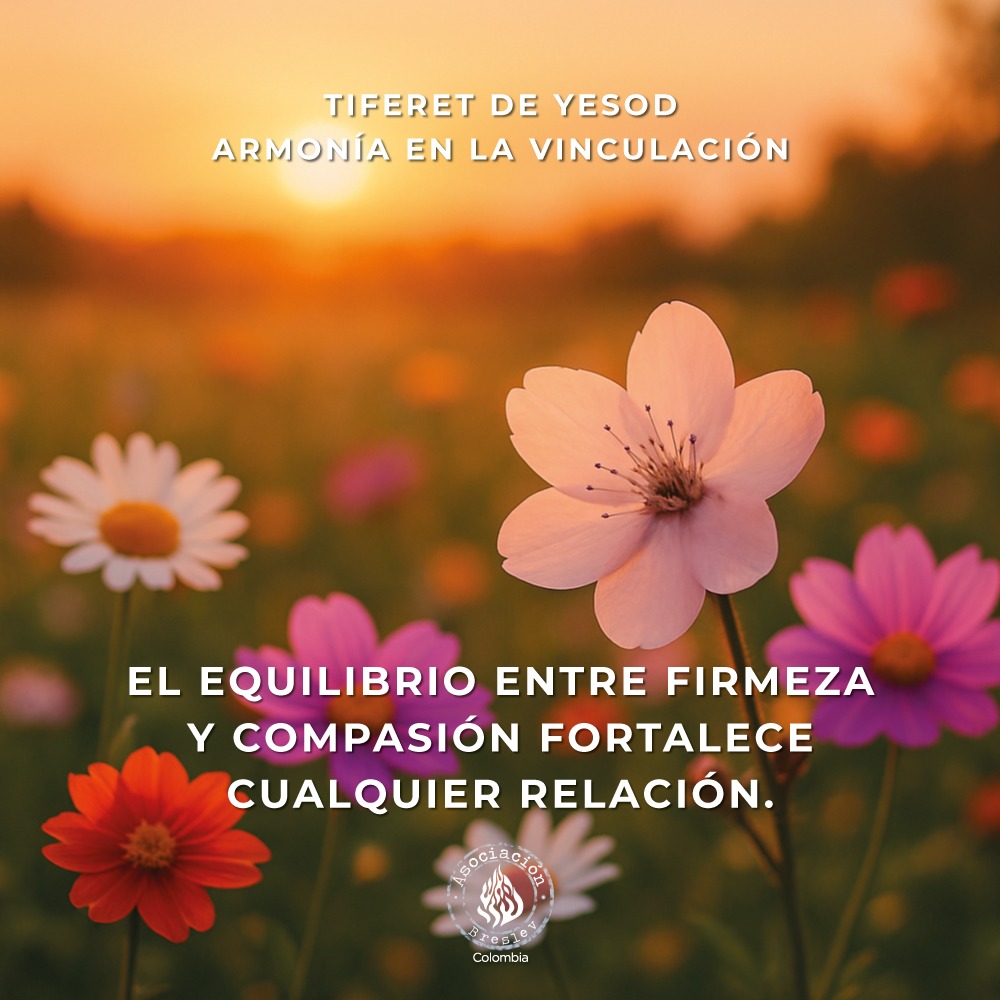 TIFERET DE YESOD
ARMONÍA EN LA VINCULACIÓN
EL EQUILIBRIO ENTRE FIRMEZA
Y COMPASIÓN FORTALECE
CUALQUIER RELACIÓN.
Asociación
Breslev
Colombia